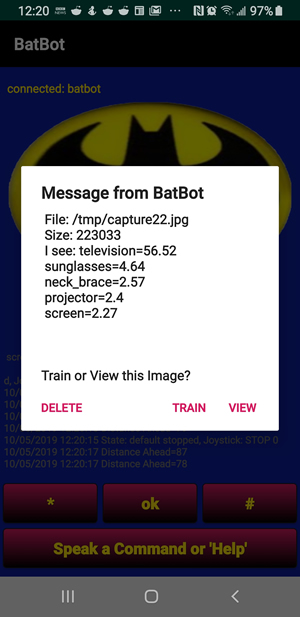 12:20 97%
BatBot
connected: batbot
Message from BatBot
File: /tmp/capture22.jpg
Size: 223033
I see: television=56.52
sunglasses=4.64
neck_brace=2.57
projector=2.4
screen=2.27
Train or View this Image?
DELETE TRAIN VIEW
10/05/2019 12:20:15 State: default stopped, Joystick: STOP 0
10/05/2019 12:20:17 Distance Ahead=87
10/05/2019 12:20:17 Distance Ahead=78
* ok #
Speak a Command or 'Help'